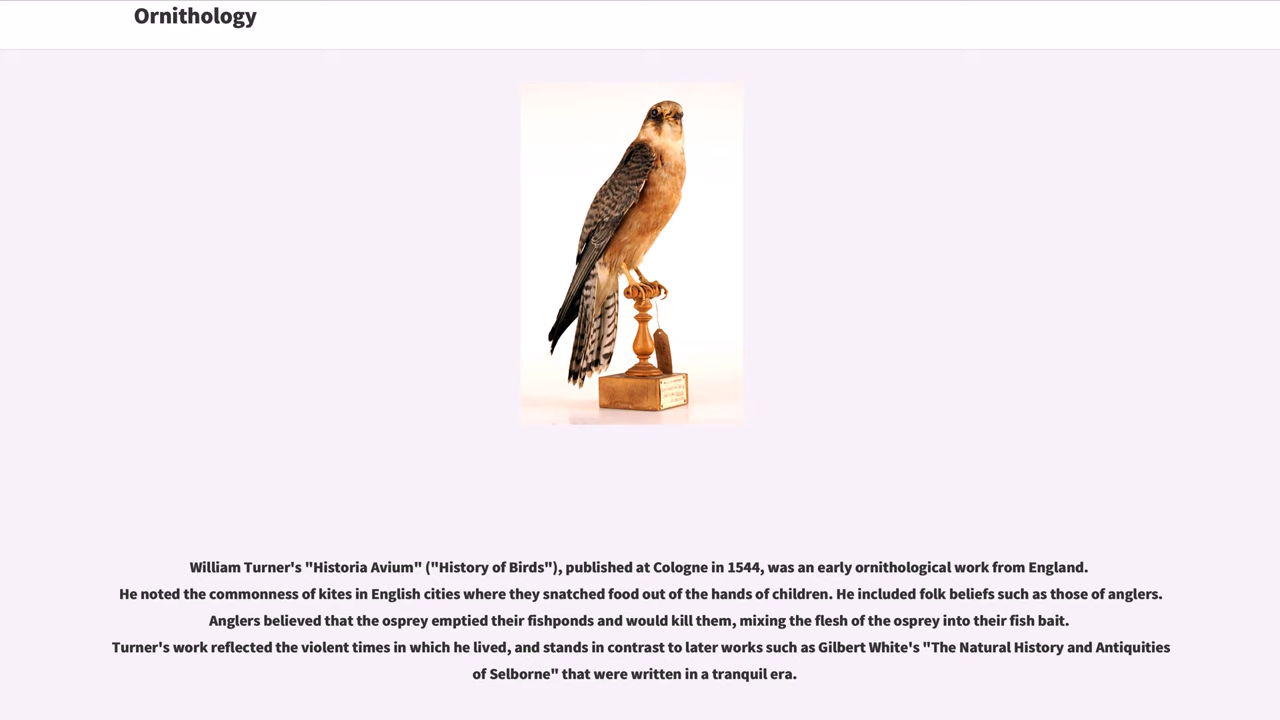 Ornithology
William Turner's "Historia Avium" ("History of Birds"), published at Cologne in 1544, was an early ornithological work from England.
He noted the commonness of kites in English cities where they snatched food out of the hands of children. He included folk beliefs such as those of anglers.
Anglers believed that the osprey emptied their fishponds and would kill them, mixing the flesh of the osprey into their fish bait.
Turner's work reflected the violent times in which he lived, and stands in contrast to later works such as Gilbert White's "The Natural History and Antiquities
of Selborne" that were written in a tranquil era.